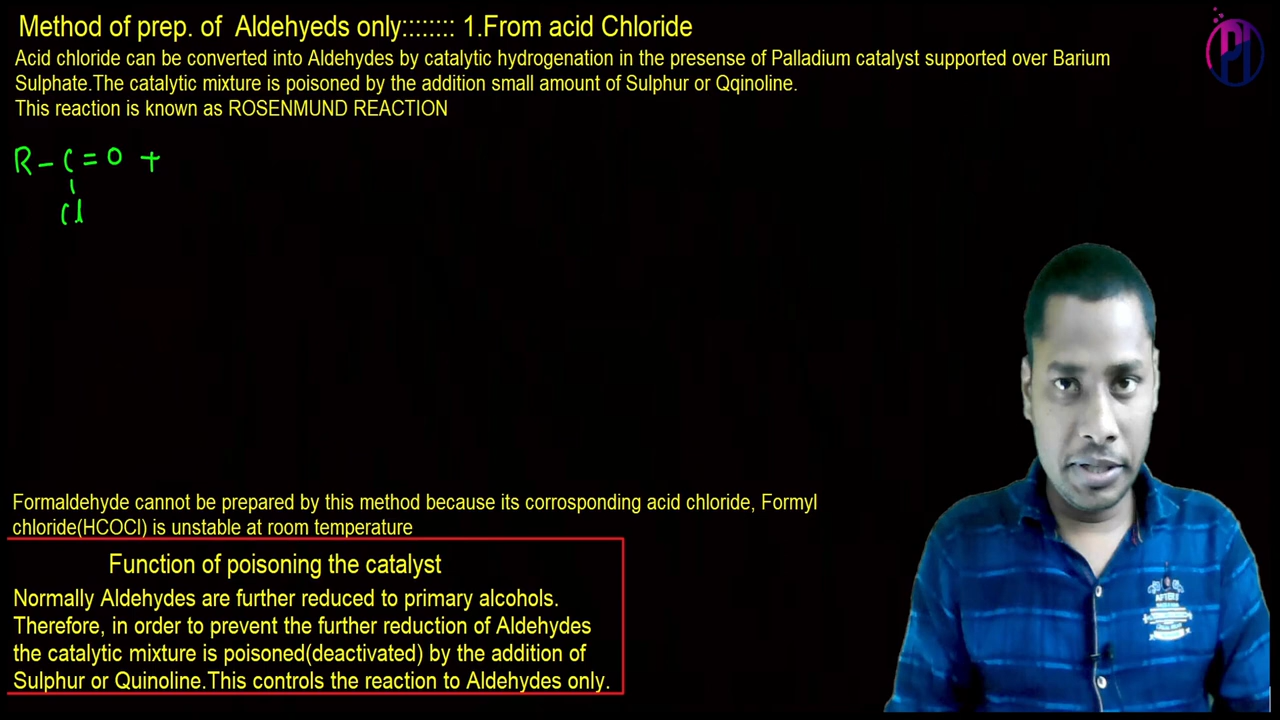 Method of prep. of Aldehyeds only:::::::: 1.From acid Chloride
Acid chloride can be converted into Aldehydes by catalytic hydrogenation in the presense of Palladium catalyst supported over Barium
Sulphate.The catalytic mixture is poisoned by the addition small amount of Sulphur or Qqinoline.
This reaction is known as ROSENMUND REACTION
R - C = O +
Cl
Formaldehyde cannot be prepared by this method because its corrosponding acid chloride, Formyl
chloride(HCOCl) is unstable at room temperature
Function of poisoning the catalyst
Normally Aldehydes are further reduced to primary alcohols.
Therefore, in order to prevent the further reduction of Aldehydes
the catalytic mixture is poisoned(deactivated) by the addition of
Sulphur or Quinoline.This controls the reaction to Aldehydes only.